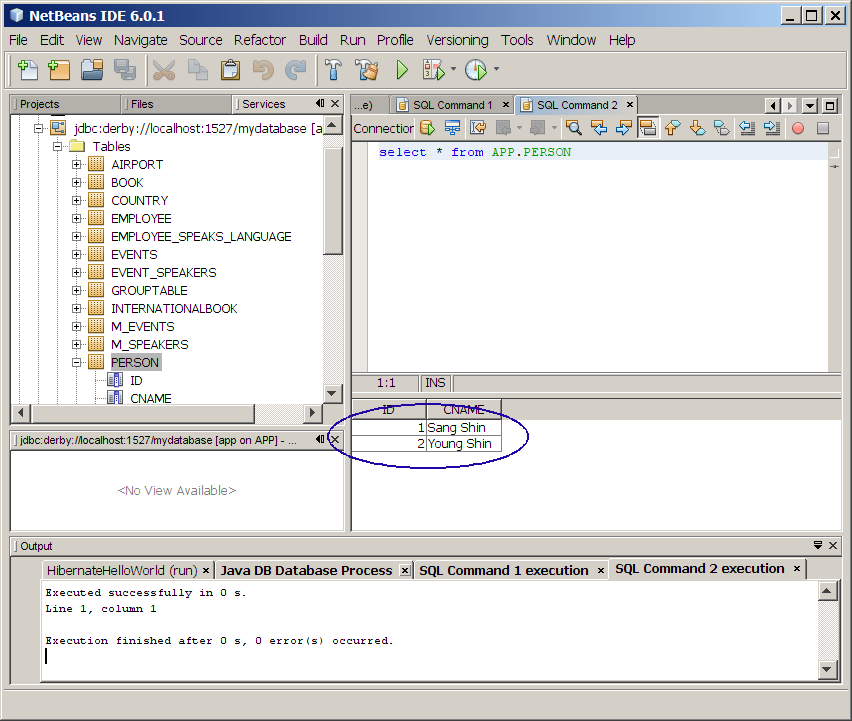 NetBeans IDE 6.0.1
File Edit View Navigate Source Refactor Build Run Profile Versioning Tools Window Help
Projects Files Services
jdbc:derby://localhost:1527/mydatabase [a
Tables
AIRPORT
BOOK
COUNTRY
EMPLOYEE
EMPLOYEE_SPEAKS_LANGUAGE
EVENTS
EVENT_SPEAKERS
GROUPTABLE
INTERNATIONALBOOK
M_EVENTS
M_SPEAKERS
PERSON
ID
CNAME
jdbc:derby://localhost:1527/mydatabase [app on APP] - ...
<No View Available>
...e) SQL Command 1 SQL Command 2
Connection
select * from APP.PERSON
1:1 INS
ID CNAME
1 Sang Shin
2 Young Shin
Output
HibernateHelloWorld (run) Java DB Database Process SQL Command 1 execution SQL Command 2 execution
Executed successfully in 0 s.
Line 1, column 1
Execution finished after 0 s, 0 error(s) occurred.